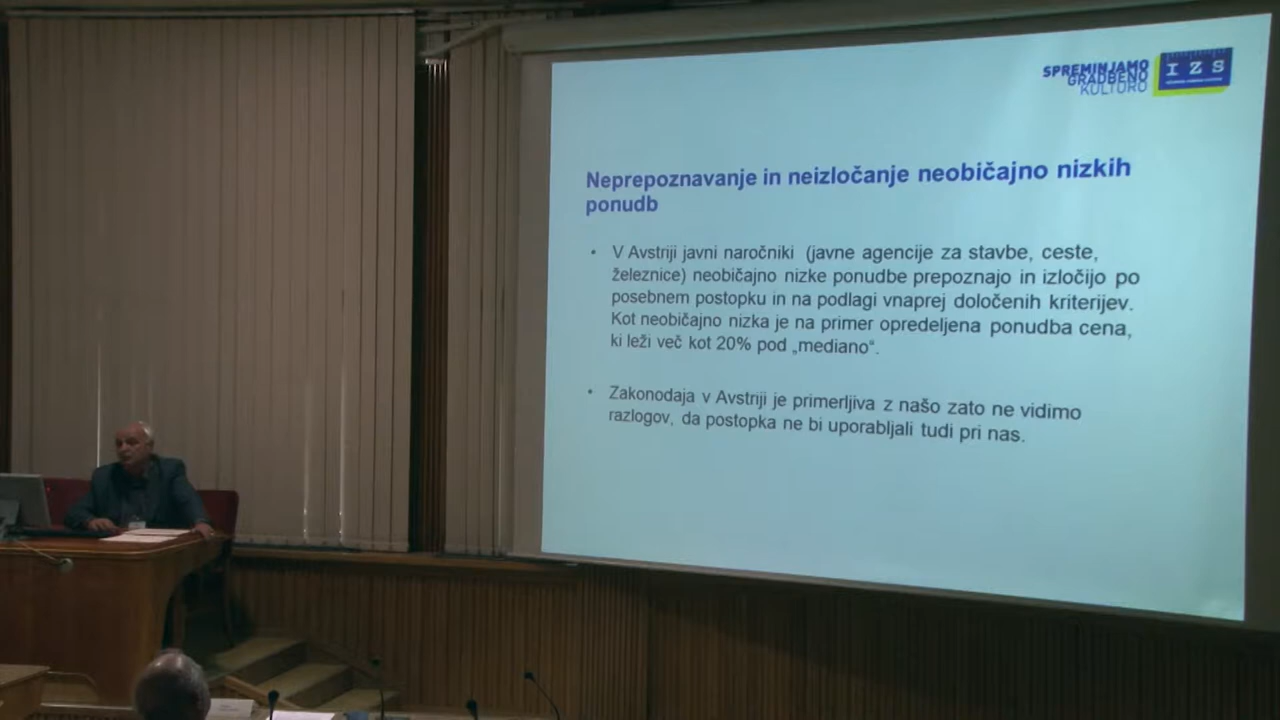 SPREMINJAMO
GRADBENO
KULTURO
IZS
Neprepoznavanje in neizločanje neobičajno nizkih
ponudb
• V Avstriji javni naročniki (javne agencije za stavbe, ceste,
železnice) neobičajno nizke ponudbe prepoznajo in izločijo po
posebnem postopku in na podlagi vnaprej določenih kriterijev.
Kot neobičajno nizka je na primer opredeljena ponudba cena,
ki leži več kot 20% pod „mediano“.
• Zakonodaja v Avstriji je primerljiva z našo zato ne vidimo
razlogov, da postopka ne bi uporabljali tudi pri nas.